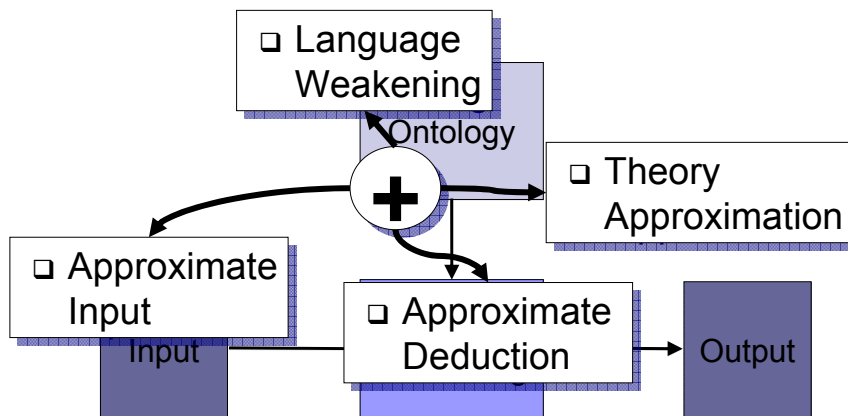 ❑ Language
Weakening
Ontology
+
❑ Theory
Approximation
❑ Approximate
Input
❑ Approximate
Deduction
Input
Output